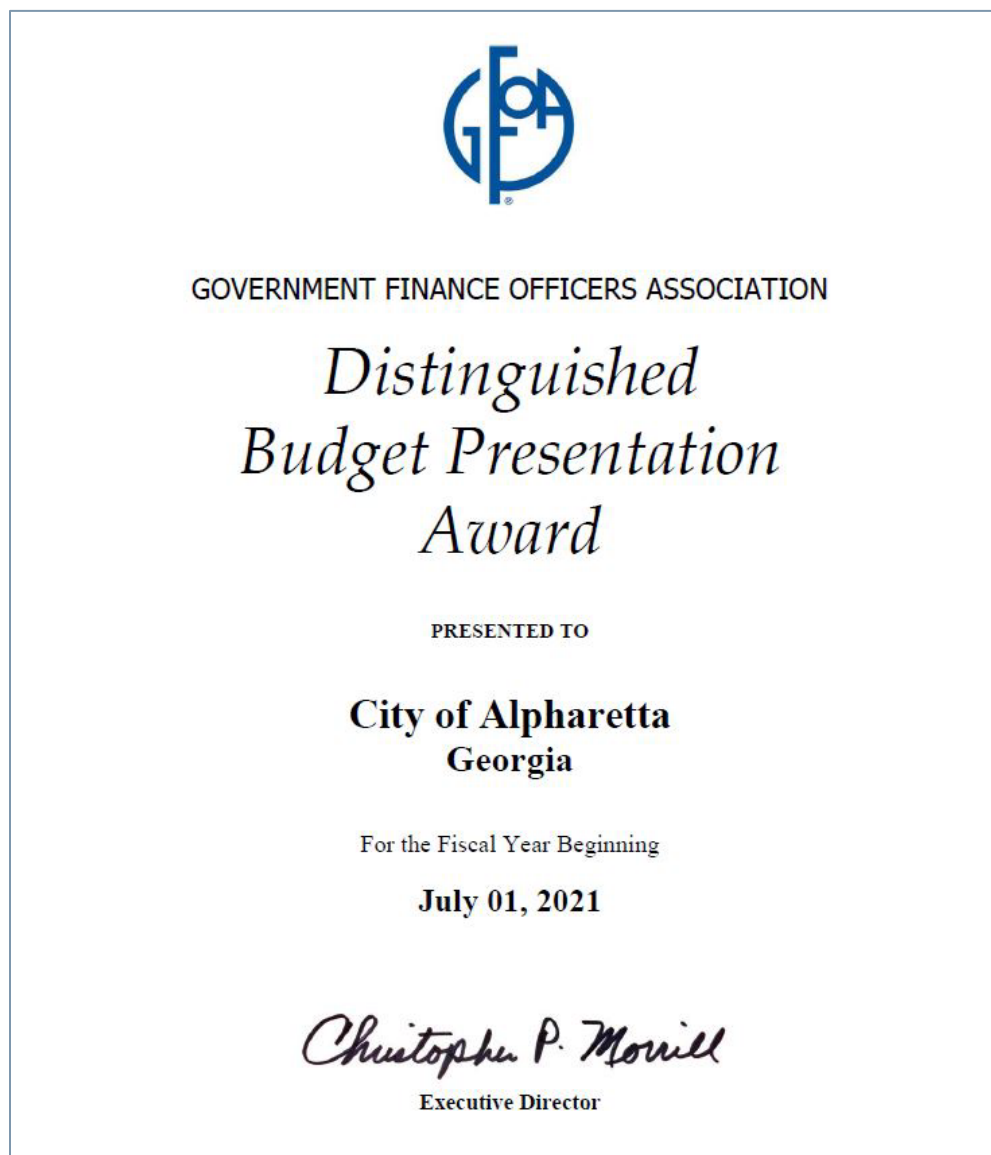 GFOA
®
GOVERNMENT FINANCE OFFICERS ASSOCIATION
Distinguished
Budget Presentation
Award
PRESENTED TO
City of Alpharetta
Georgia
For the Fiscal Year Beginning
July 01, 2021
Christopher P. Morrill
Executive Director